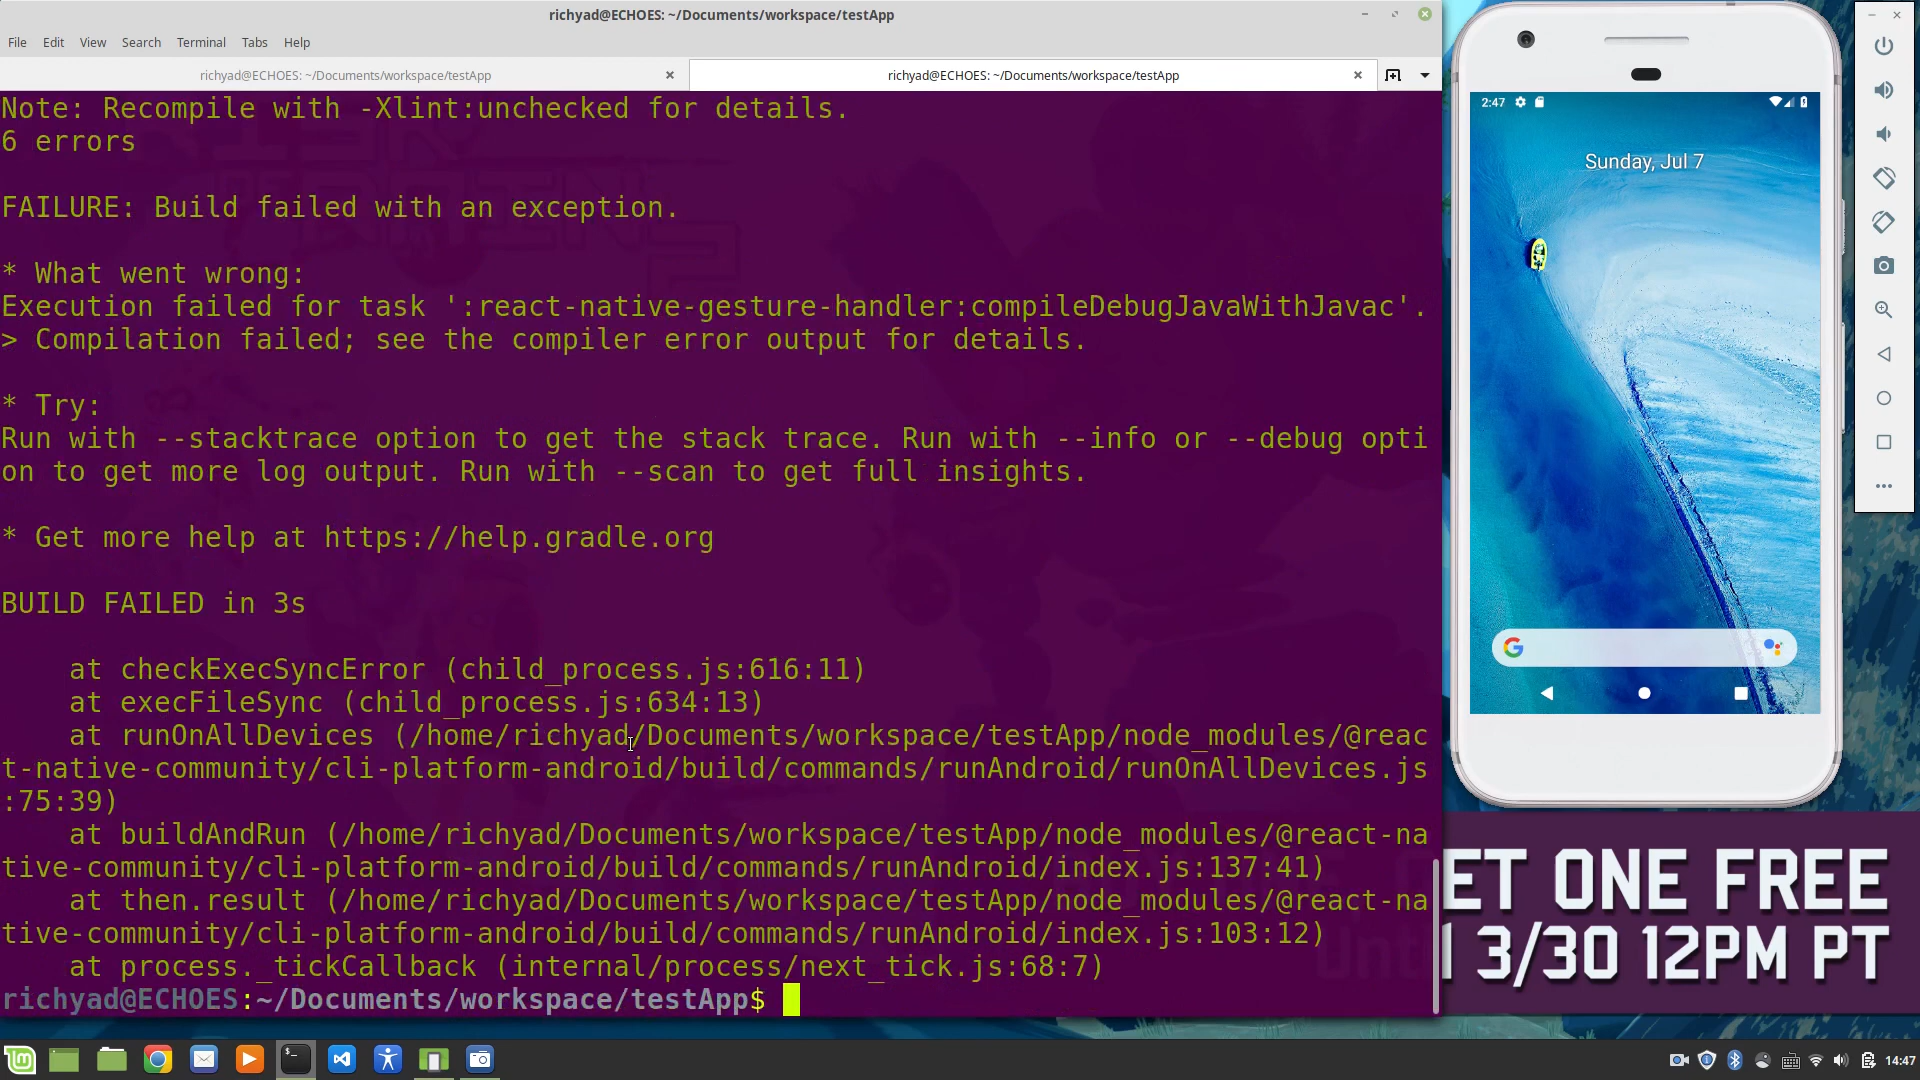 richyad@ECHOES: ~/Documents/workspace/testApp
File Edit View Search Terminal Tabs Help
richyad@ECHOES: ~/Documents/workspace/testApp
richyad@ECHOES: ~/Documents/workspace/testApp
Note: Recompile with -Xlint:unchecked for details.
6 errors
FAILURE: Build failed with an exception.
* What went wrong:
Execution failed for task ':react-native-gesture-handler:compileDebugJavaWithJavac'.
> Compilation failed; see the compiler error output for details.
* Try:
Run with --stacktrace option to get the stack trace. Run with --info or --debug opti
on to get more log output. Run with --scan to get full insights.
* Get more help at https://help.gradle.org
BUILD FAILED in 3s
at checkExecSyncError (child_process.js:616:11)
at execFileSync (child_process.js:634:13)
at runOnAllDevices (/home/richyad/Documents/workspace/testApp/node_modules/@reac
t-native-community/cli-platform-android/build/commands/runAndroid/runOnAllDevices.js
:75:39)
at buildAndRun (/home/richyad/Documents/workspace/testApp/node_modules/@react-na
tive-community/cli-platform-android/build/commands/runAndroid/index.js:137:41)
at then.result (/home/richyad/Documents/workspace/testApp/node_modules/@react-na
tive-community/cli-platform-android/build/commands/runAndroid/index.js:103:12)
at process._tickCallback (internal/process/next_tick.js:68:7)
richyad@ECHOES:~/Documents/workspace/testApp$
2:47
Sunday, Jul 7
ET ONE FREE
3/30 12PM PT
14:47